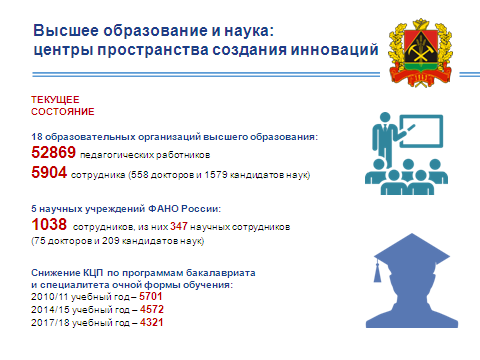 Высшее образование и наука:
центры пространства создания инноваций
ТЕКУЩЕЕ
СОСТОЯНИЕ
18 образовательных организаций высшего образования:
52869 педагогических работников
5904 сотрудника (558 докторов и 1579 кандидатов наук)
5 научных учреждений ФАНО России:
1038 сотрудников, из них 347 научных сотрудников
(75 докторов и 209 кандидатов наук)
Снижение КЦП по программам бакалавриата
и специалитета очной формы обучения:
2010/11 учебный год – 5701
2014/15 учебный год – 4572
2017/18 учебный год – 4321